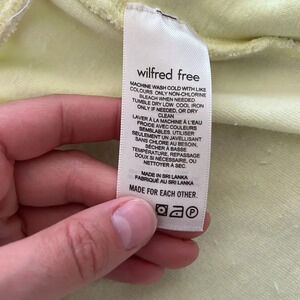 wilfred free
MACHINE WASH COLD WITH LIKE
COLOURS. ONLY NON-CHLORINE
BLEACH WHEN NEEDED
TUMBLE DRY LOW. COOL IRON
ONLY IF NEEDED, OR DRY
CLEAN
LAVER À LA MACHINE À L'EAU
FROIDE AVEC COULEURS
SEMBLABLES. UTILISER
SEULEMENT UN JAVELLISANT
SANS CHLORE AU BESOIN.
SÉCHER À BASSE
TEMPÉRATURE, REPASSAGE
DOUX SI NÉCESSAIRE, OU
NETTOYER À SEC.
MADE IN SRI LANKA
FABRIQUÉ AU SRI LANKA
MADE FOR EACH OTHER.